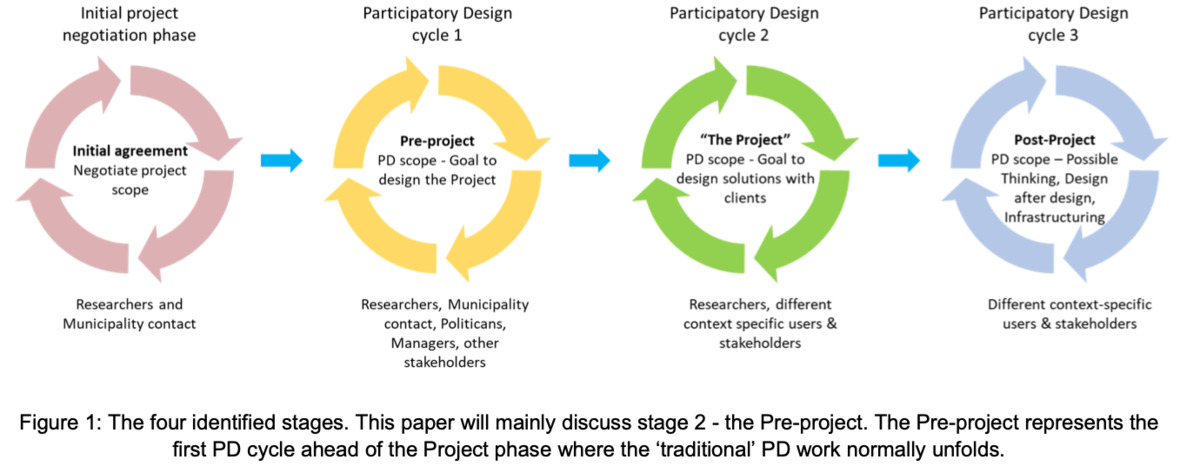 Initial project
negotiation phase
Initial agreement
Negotiate project
scope
Researchers and
Municipality contact
Participatory Design
cycle 1
Pre-project
PD scope - Goal to
design the Project
Researchers, Municipality
contact, Politicans,
Managers, other
stakeholders
Participatory Design
cycle 2
“The Project”
PD scope - Goal to
design solutions with
clients
Researchers, different
context specific users &
stakeholders
Participatory Design
cycle 3
Post-Project
PD scope – Possible
Thinking, Design
after design,
Infrastructuring
Different context-specific
users & stakeholders
Figure 1: The four identified stages. This paper will mainly discuss stage 2 - the Pre-project. The Pre-project represents the
first PD cycle ahead of the Project phase where the ‘traditional’ PD work normally unfolds.